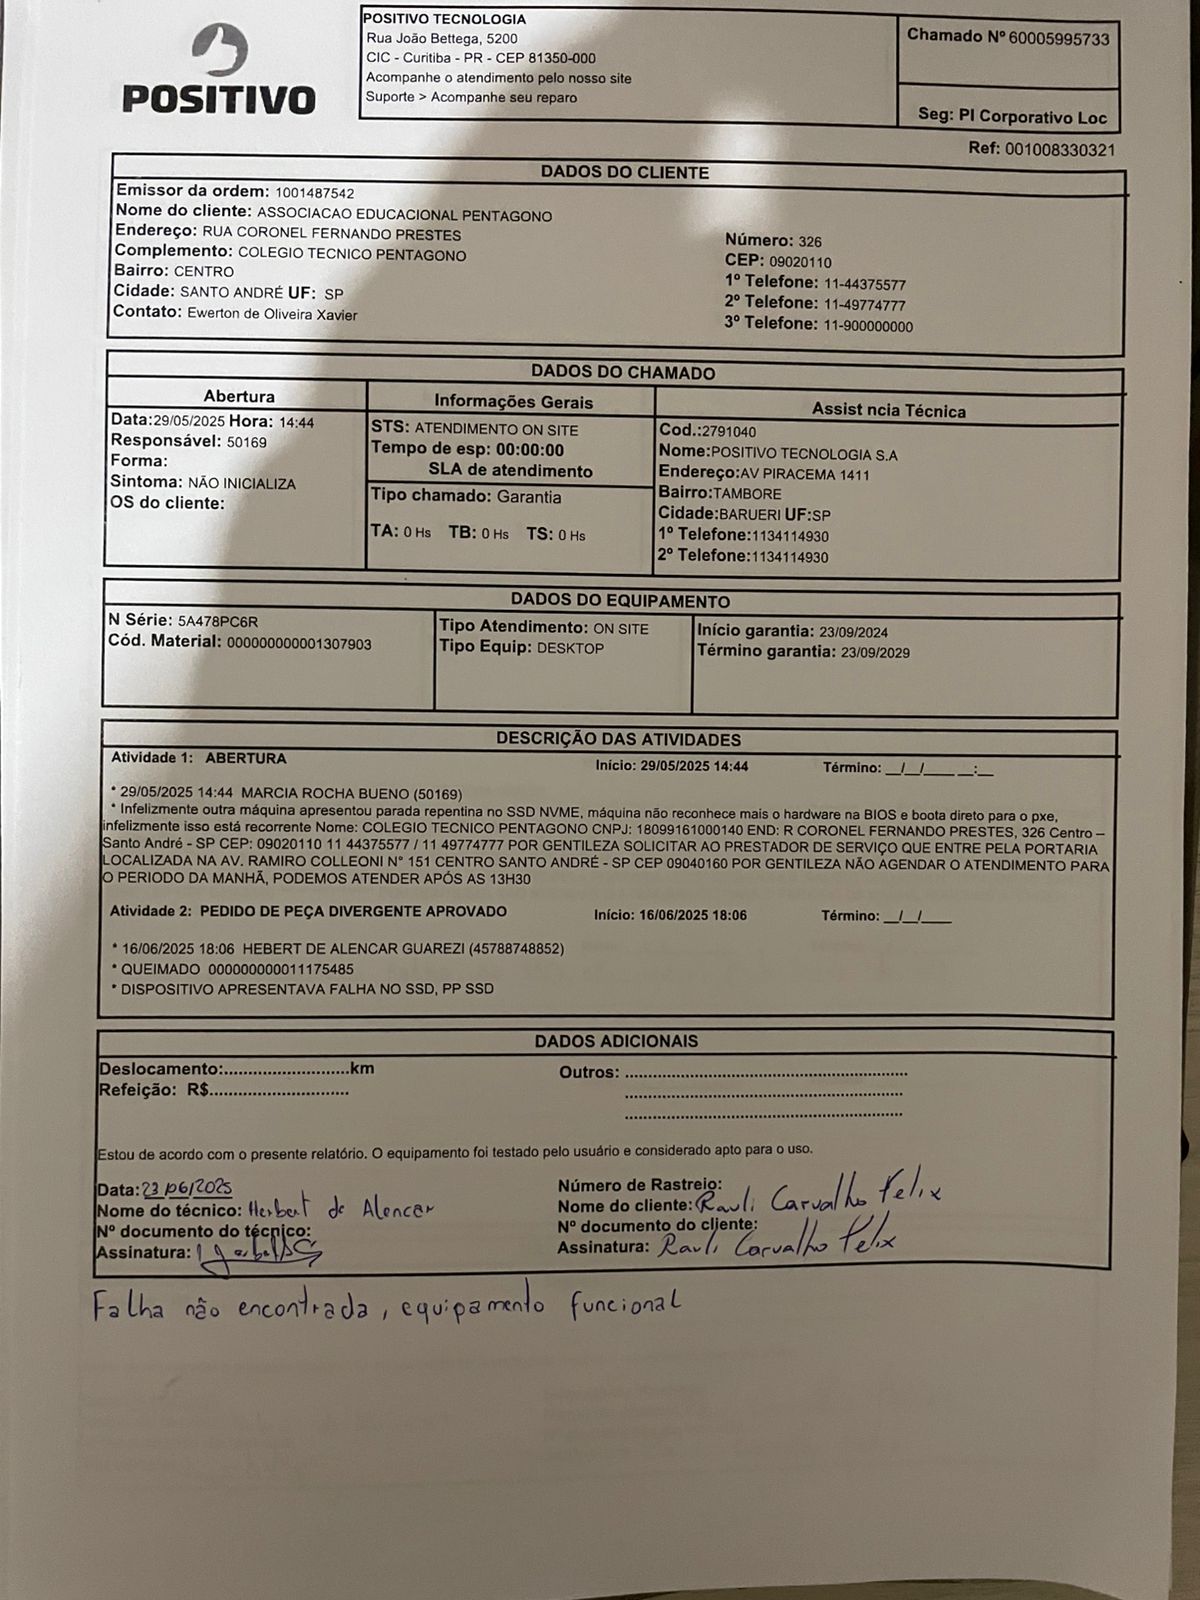 POSITIVO
POSITIVO TECNOLOGIA
Rua João Bettega, 5200
CIC - Curitiba - PR - CEP 81350-000
Acompanhe o atendimento pelo nosso site
Suporte > Acompanhe seu reparo
Chamado Nº 60005995733
Seg: PI Corporativo Loc
Ref: 001008330321
DADOS DO CLIENTE
Emissor da ordem: 1001487542
Nome do cliente: ASSOCIACAO EDUCACIONAL PENTAGONO
Endereço: RUA CORONEL FERNANDO PRESTES
Complemento: COLEGIO TECNICO PENTAGONO
Bairro: CENTRO
Cidade: SANTO ANDRÉ UF: SP
Contato: Ewerton de Oliveira Xavier
Número: 326
CEP: 09020110
1º Telefone: 11-44375577
2º Telefone: 11-49774777
3º Telefone: 11-900000000
DADOS DO CHAMADO
Abertura
Data:29/05/2025 Hora: 14:44
Responsável: 50169
Forma:
Sintoma: NÃO INICIALIZA
OS do cliente:
Informações Gerais
STS: ATENDIMENTO ON SITE
Tempo de esp: 00:00:00
SLA de atendimento
Tipo chamado: Garantia
TA: 0 Hs TB: 0 Hs TS: 0 Hs
Assist ncia Técnica
Cod.:2791040
Nome:POSITIVO TECNOLOGIA S.A
Endereço:AV PIRACEMA 1411
Bairro:TAMBORE
Cidade:BARUERI UF:SP
1º Telefone:1134114930
2º Telefone:1134114930
DADOS DO EQUIPAMENTO
N Série: 5A478PC6R
Cód. Material: 000000000001307903
Tipo Atendimento: ON SITE
Tipo Equip: DESKTOP
Início garantia: 23/09/2024
Término garantia: 23/09/2029
DESCRIÇÃO DAS ATIVIDADES
Atividade 1: ABERTURA Início: 29/05/2025 14:44 Término: __/__/____ __:__
* 29/05/2025 14:44 MARCIA ROCHA BUENO (50169)
* Infelizmente outra máquina apresentou parada repentina no SSD NVME, máquina não reconhece mais o hardware na BIOS e boota direto para o pxe,
infelizmente isso está recorrente Nome: COLEGIO TECNICO PENTAGONO CNPJ: 18099161000140 END: R CORONEL FERNANDO PRESTES, 326 Centro –
Santo André - SP CEP: 09020110 11 44375577 / 11 49774777 POR GENTILEZA SOLICITAR AO PRESTADOR DE SERVIÇO QUE ENTRE PELA PORTARIA
LOCALIZADA NA AV. RAMIRO COLLEONI N° 151 CENTRO SANTO ANDRÉ - SP CEP 09040160 POR GENTILEZA NÃO AGENDAR O ATENDIMENTO PARA
O PERIODO DA MANHÃ, PODEMOS ATENDER APÓS AS 13H30
Atividade 2: PEDIDO DE PEÇA DIVERGENTE APROVADO Início: 16/06/2025 18:06 Término: __/__/____
* 16/06/2025 18:06 HEBERT DE ALENCAR GUAREZI (45788748852)
* QUEIMADO 000000000011175485
* DISPOSITIVO APRESENTAVA FALHA NO SSD, PP SSD
DADOS ADICIONAIS
Deslocamento:..........................km
Refeição: R$.............................
Outros: ...........................................................
..........................................................
..........................................................
Estou de acordo com o presente relatório. O equipamento foi testado pelo usuário e considerado apto para o uso.
Data: 23/06/2025
Nome do técnico: Herbert de Alencar
Nº documento do técnico:
Assinatura:
Número de Rastreio:
Nome do cliente: Rauli Carvalho Felix
Nº documento do cliente:
Assinatura: Rauli Carvalho Felix
Falha não encontrada, equipamento funcional